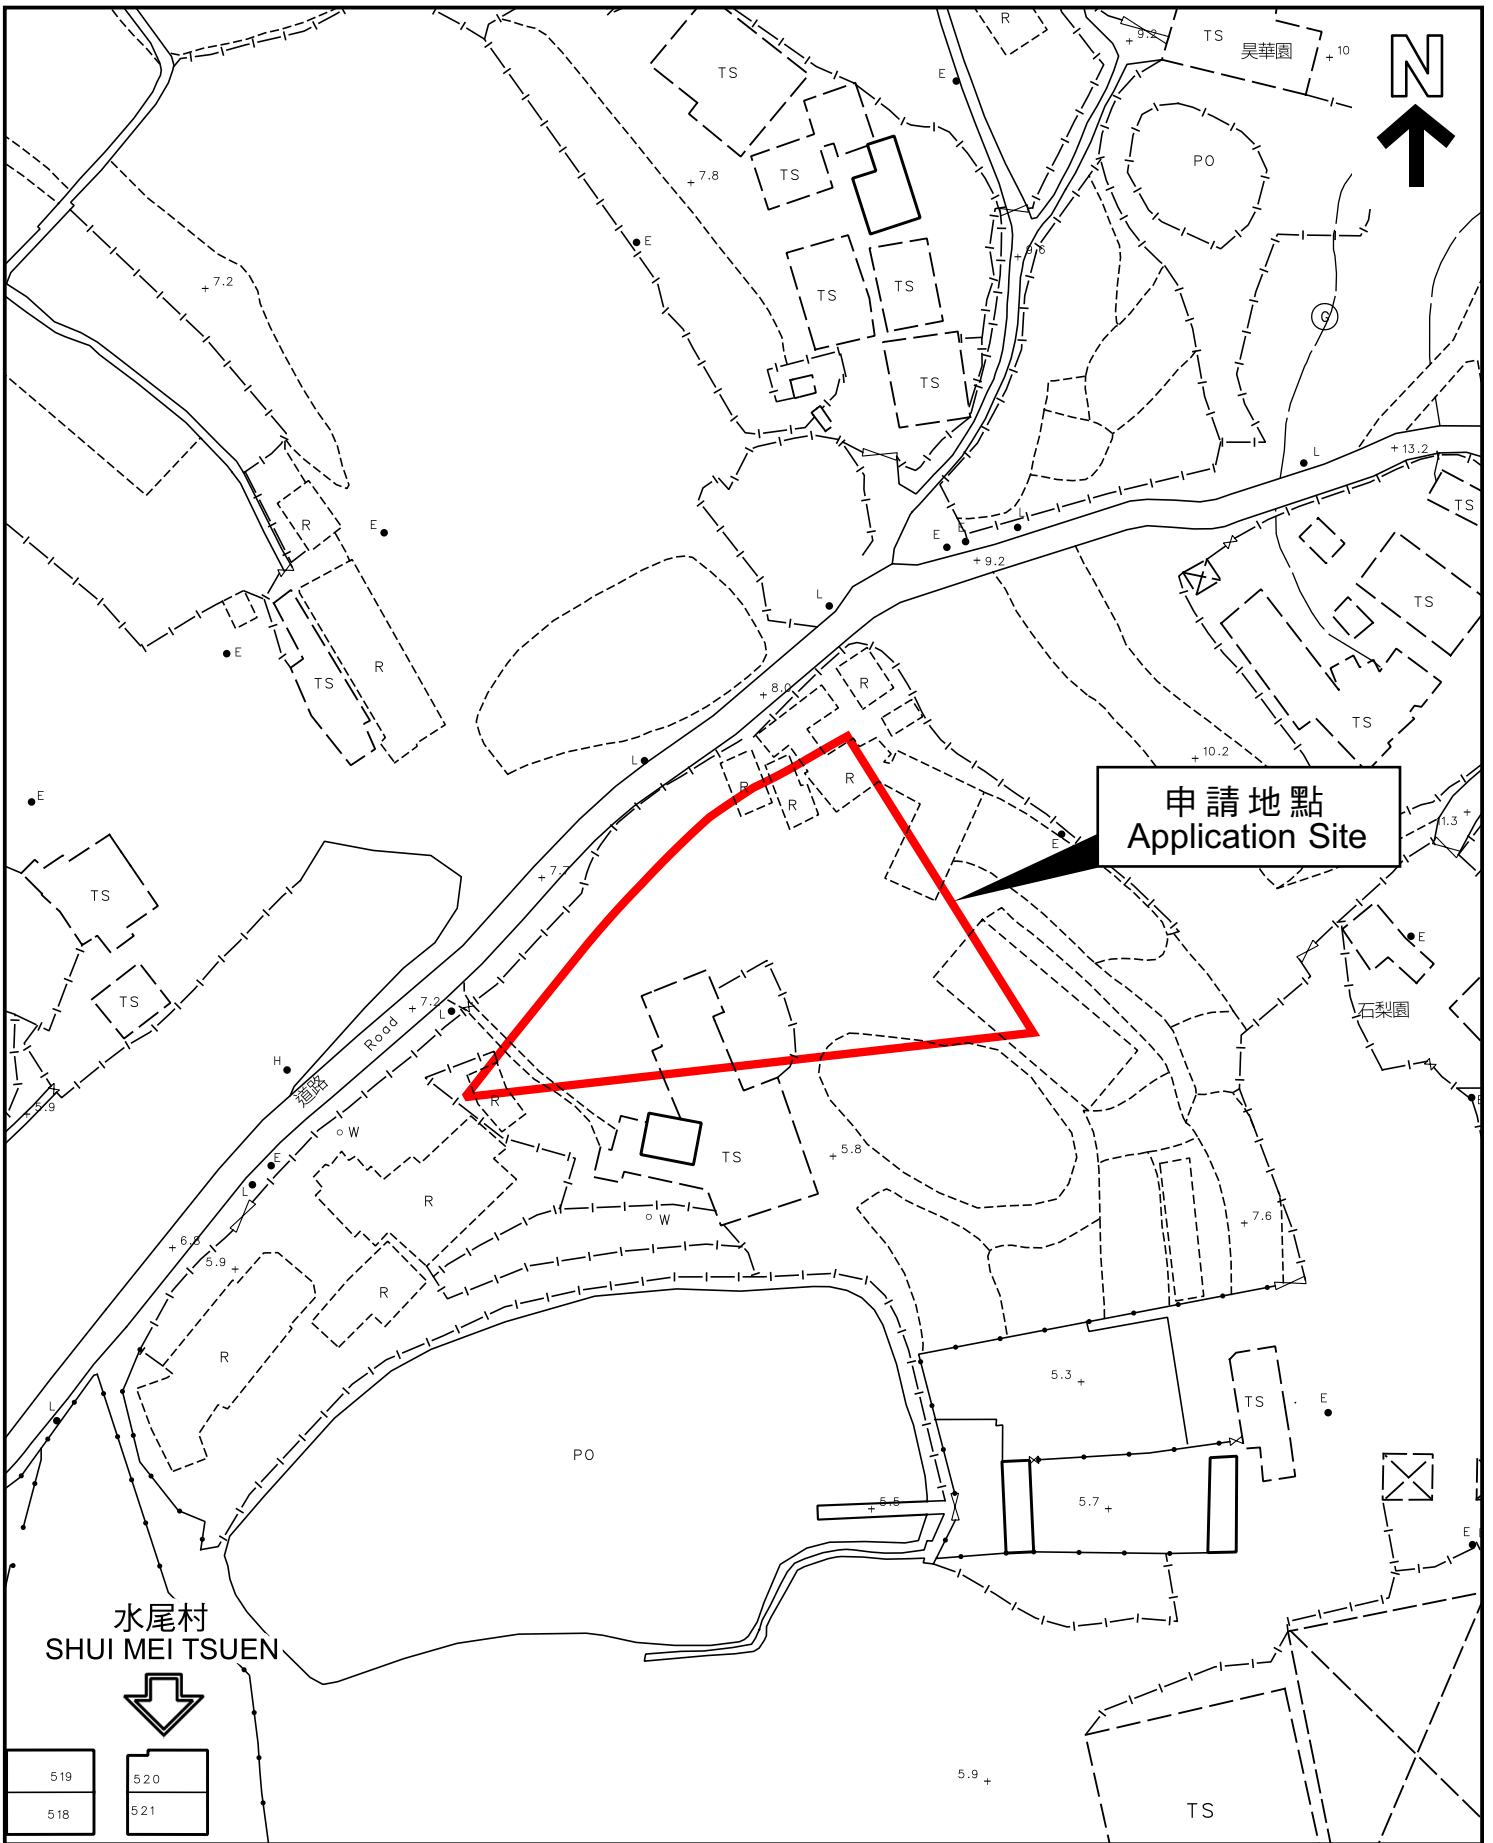 R
9.2
TS
昊華園
10
N
TS
E
PO
TS
7.8
E
9.6
7.2
TS
TS
G
TS
L
13.2
TS
R
E
E
E
L
9.2
L
TS
E
R
TS
R
8.0
TS
10.2
L
R
R
R
申請地點
Application Site
E
11.3
E
7.7
TS
E
TS
7.2
L
Road
石梨園
H
道路
5.9
R
E
W
E
TS
5.8
L
R
W
7.6
6.8
5.9
R
R
5.3
TS
E
L
PO
5.5
5.7
E
水尾村
SHUI MEI TSUEN
519
520
518
521
5.9
TS